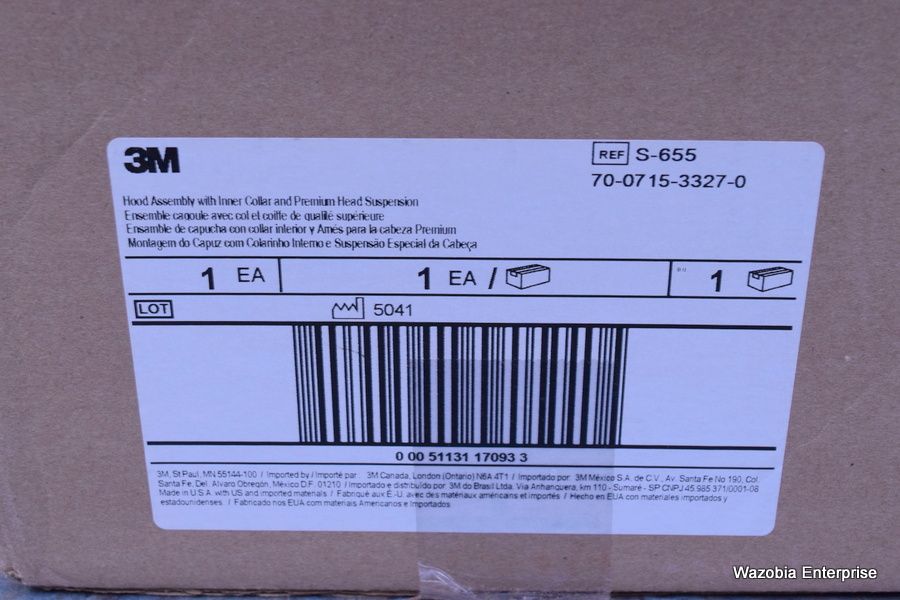 3M
REF S-655
70-0715-3327-0
Hood Assembly with Inner Collar and Premium Head Suspension
Ensemble cagoule avec col et coiffe de qualité supérieure
Ensamble de capucha con collar interior y Arnés para la cabeza Premium
Montagem do Capuz com Colarinho Interno e Suspensão Especial da Cabeça
1 EA 1 EA / 1
LOT 5041
0 00 51131 17093 3
3M, St Paul, MN 55144-100 / Imported by / Importé par 3M Canada, London (Ontario) N6A 4T1 / Importado por: 3M México S.A. de C.V., Av. Santa Fe No 190, Col.
Santa Fe, Del. Alvaro Obregón, México D.F. 01210 / Importado e distribuído por 3M do Brasil Ltda. Via Anhanquera, km 110 - Sumaré - SP CNPJ 45.985.371/0001-08
Made in U.S.A. with US and imported materials / Fabriqué aux É.-U. avec des matériaux américains et importés / Hecho en EUA con materiales importados y
estadounidenses / Fabricado nos EUA com materiais Americanos e Importados
Wazobia Enterprise